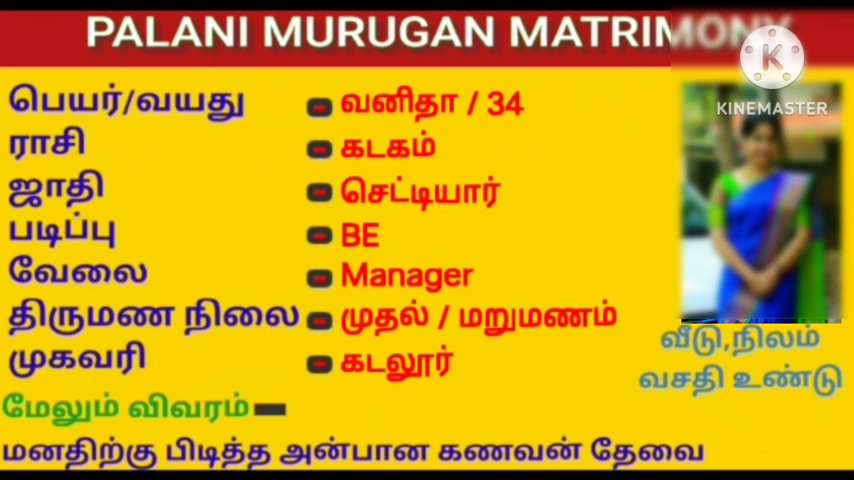 PALANI MURUGAN MATRIMONY
KINEMASTER
பெயர்/வயது - வனிதா / 34
ராசி - கடகம்
ஜாதி - செட்டியார்
படிப்பு - BE
வேலை - Manager
திருமண நிலை - முதல் / மறுமணம்
முகவரி - கடலூர்
வீடு,நிலம்
வசதி உண்டு
மேலும் விவரம் -
மனதிற்கு பிடித்த அன்பான கணவன் தேவை